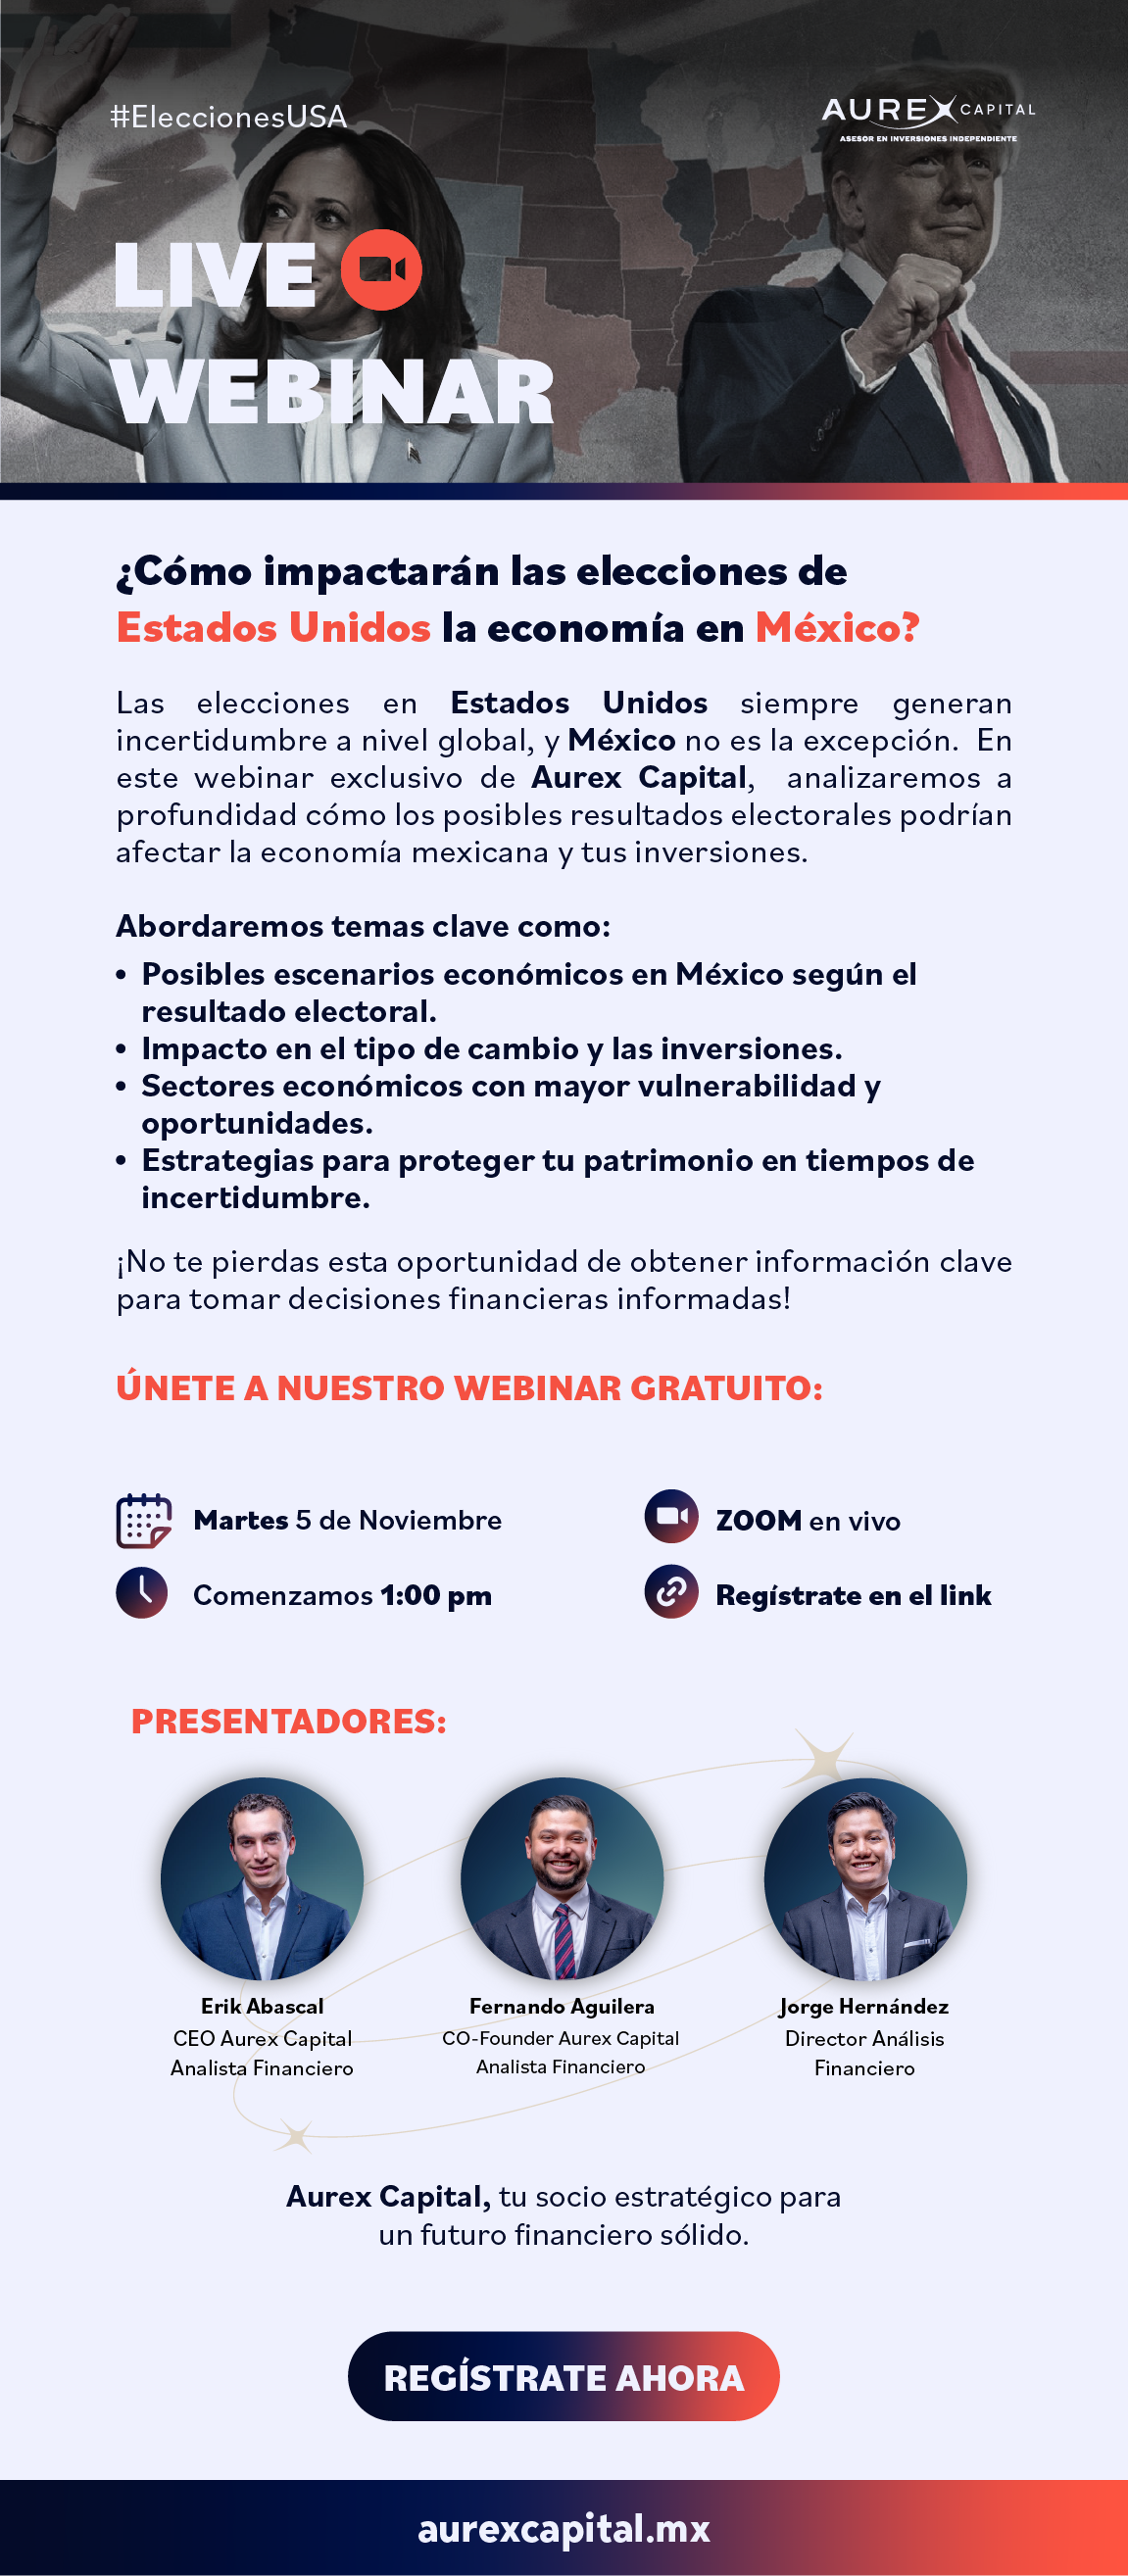 #EleccionesUSA
AUREX CAPITAL
ASESOR EN INVERSIONES INDEPENDIENTE
LIVE
WEBINAR
¿Cómo impactarán las elecciones de
Estados Unidos la economía en México?
Las elecciones en Estados Unidos siempre generan
incertidumbre a nivel global, y México no es la excepción. En
este webinar exclusivo de Aurex Capital, analizaremos a
profundidad cómo los posibles resultados electorales podrían
afectar la economía mexicana y tus inversiones.
Abordaremos temas clave como:
• Posibles escenarios económicos en México según el
resultado electoral.
• Impacto en el tipo de cambio y las inversiones.
• Sectores económicos con mayor vulnerabilidad y
oportunidades.
• Estrategias para proteger tu patrimonio en tiempos de
incertidumbre.
¡No te pierdas esta oportunidad de obtener información clave
para tomar decisiones financieras informadas!
ÚNETE A NUESTRO WEBINAR GRATUITO:
Martes 5 de Noviembre
ZOOM en vivo
Comenzamos 1:00 pm
Regístrate en el link
PRESENTADORES:
Erik Abascal
CEO Aurex Capital
Analista Financiero
Fernando Aguilera
CO-Founder Aurex Capital
Analista Financiero
Jorge Hernández
Director Análisis
Financiero
Aurex Capital, tu socio estratégico para
un futuro financiero sólido.
REGÍSTRATE AHORA
aurexcapital.mx